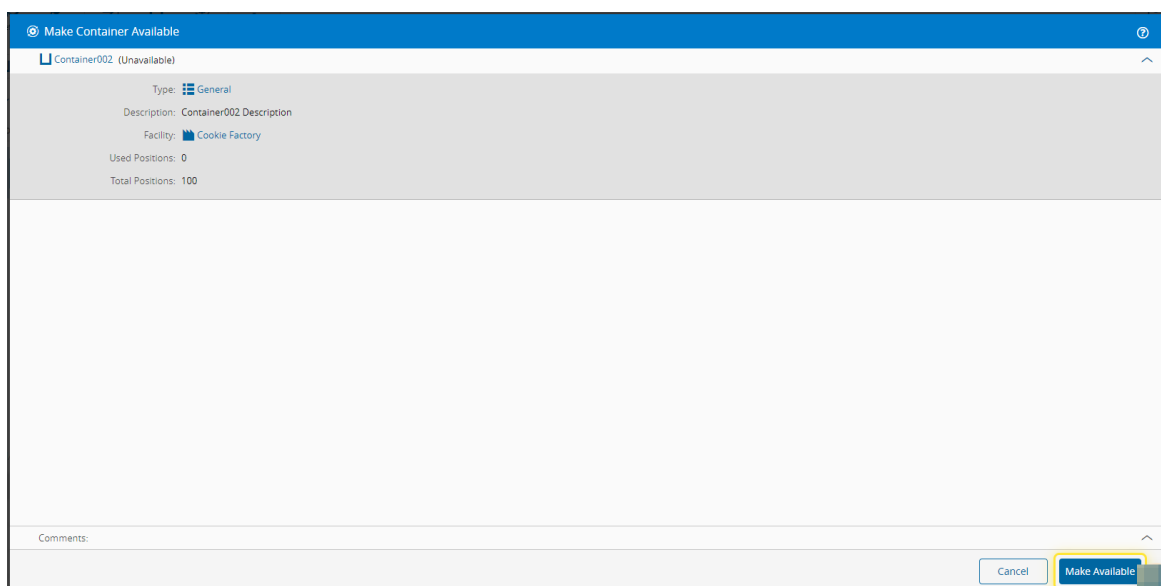 Make Container Available
Container002 (Unavailable)
Type: General
Description: Container002 Description
Facility: Cookie Factory
Used Positions: 0
Total Positions: 100
Comments:
Cancel
Make Available